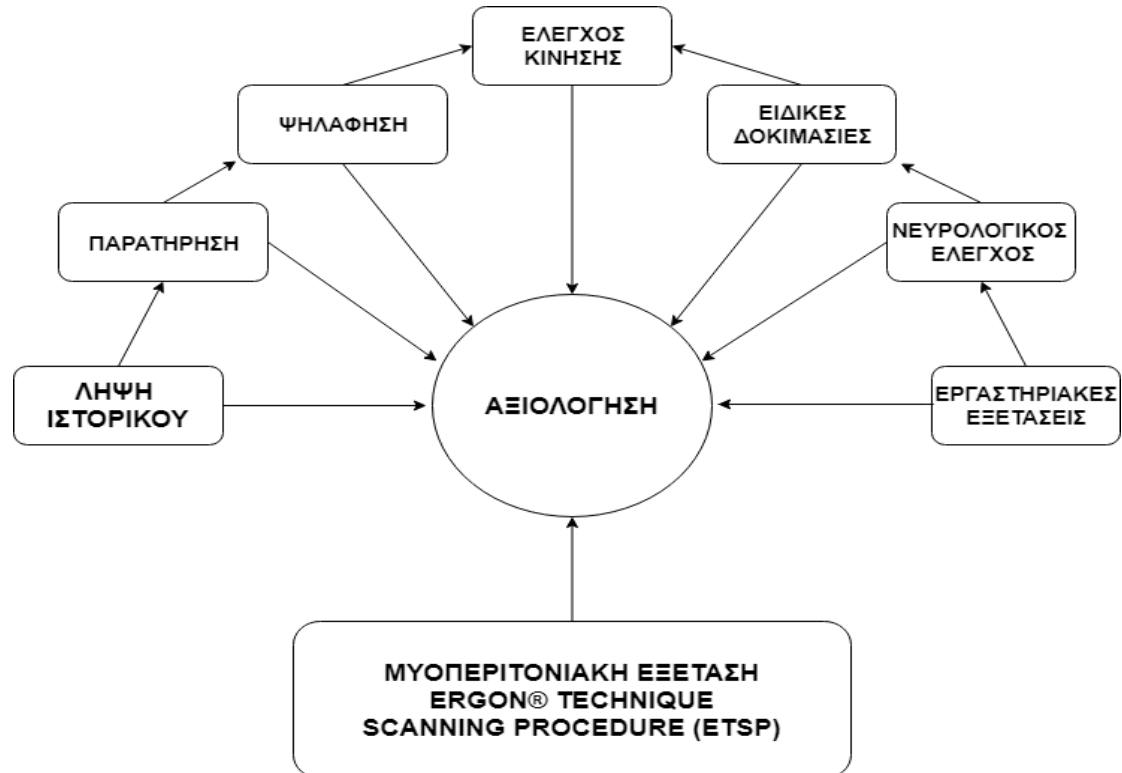 ΕΛΕΓΧΟΣ
ΚΙΝΗΣΗΣ
ΨΗΛΑΦΗΣΗ
ΕΙΔΙΚΕΣ
ΔΟΚΙΜΑΣΙΕΣ
ΠΑΡΑΤΗΡΗΣΗ
ΝΕΥΡΟΛΟΓΙΚΟΣ
ΕΛΕΓΧΟΣ
ΛΗΨΗ
ΙΣΤΟΡΙΚΟΥ
ΑΞΙΟΛΟΓΗΣΗ
ΕΡΓΑΣΤΗΡΙΑΚΕΣ
ΕΞΕΤΑΣΕΙΣ
ΜΥΟΠΕΡΙΤΟΝΙΑΚΗ ΕΞΕΤΑΣΗ
ERGON® TECHNIQUE
SCANNING PROCEDURE (ETSP)